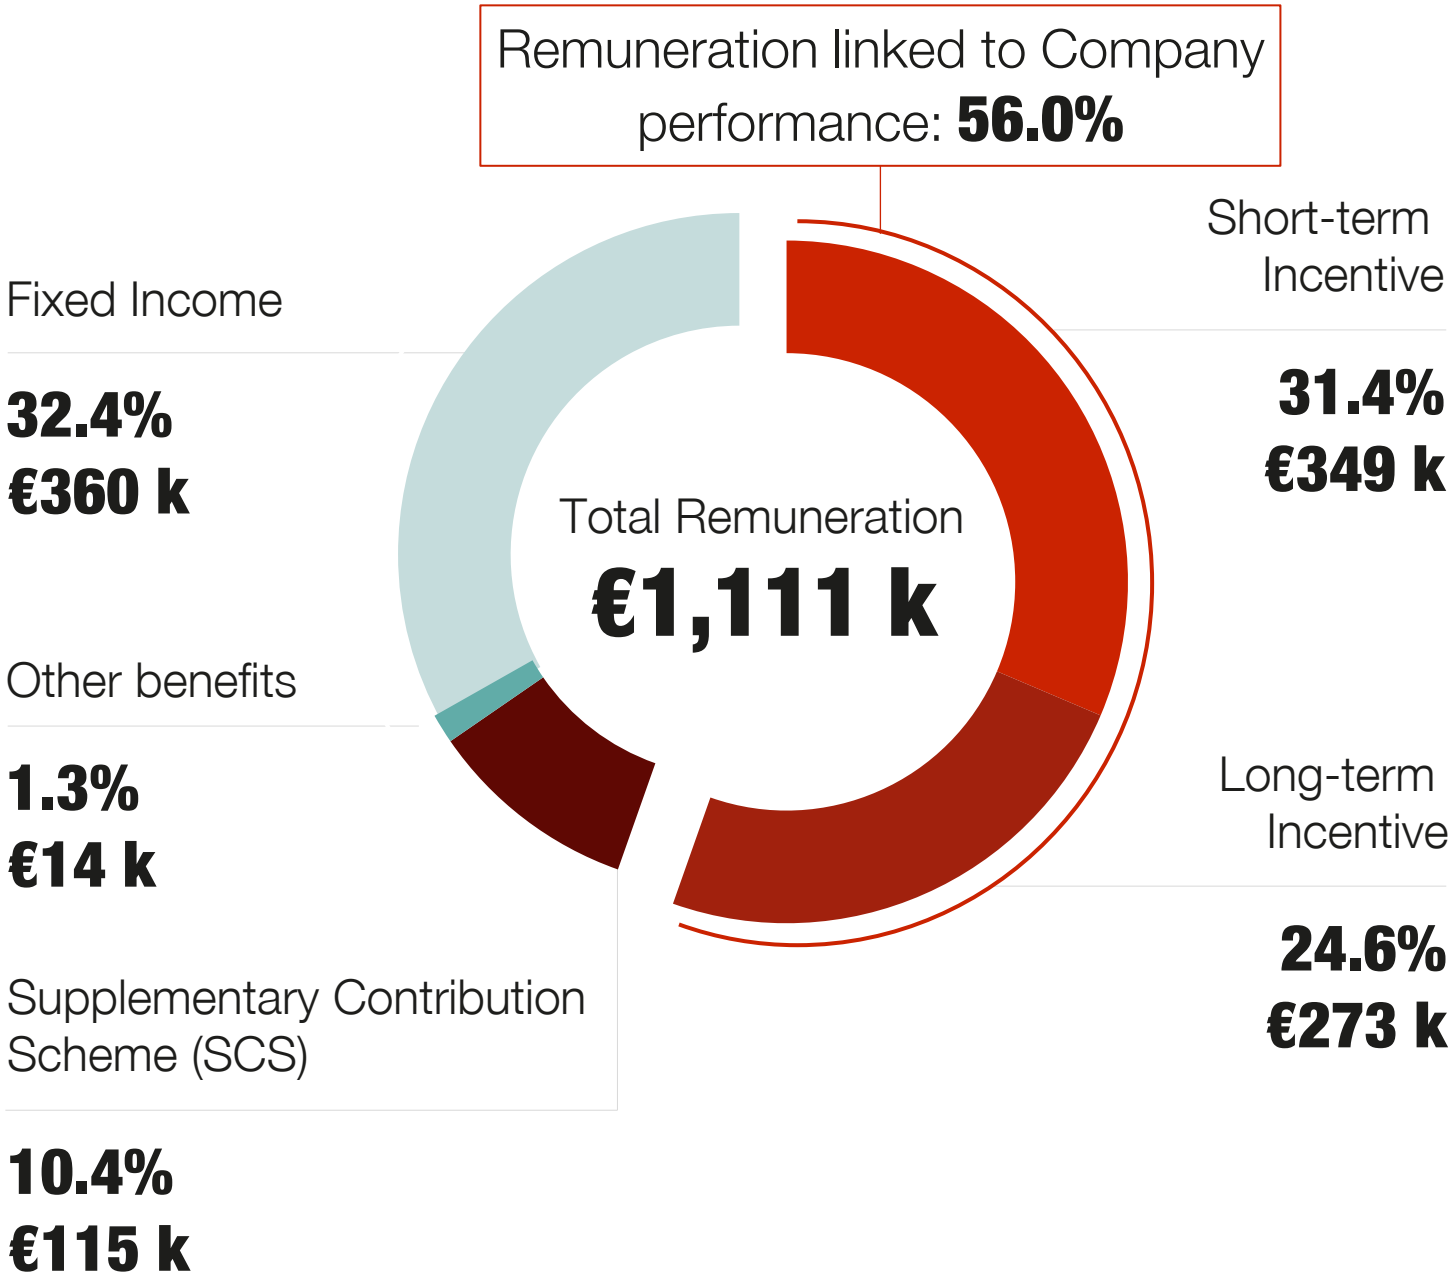 Remuneration linked to Company
performance: 56.0%
Short-term
Incentive
31.4%
€349 k
Fixed Income
32.4%
€360 k
Total Remuneration
€1,111 k
Other benefits
1.3%
€14 k
Long-term
Incentive
24.6%
€273 k
Supplementary Contribution
Scheme (SCS)
10.4%
€115 k